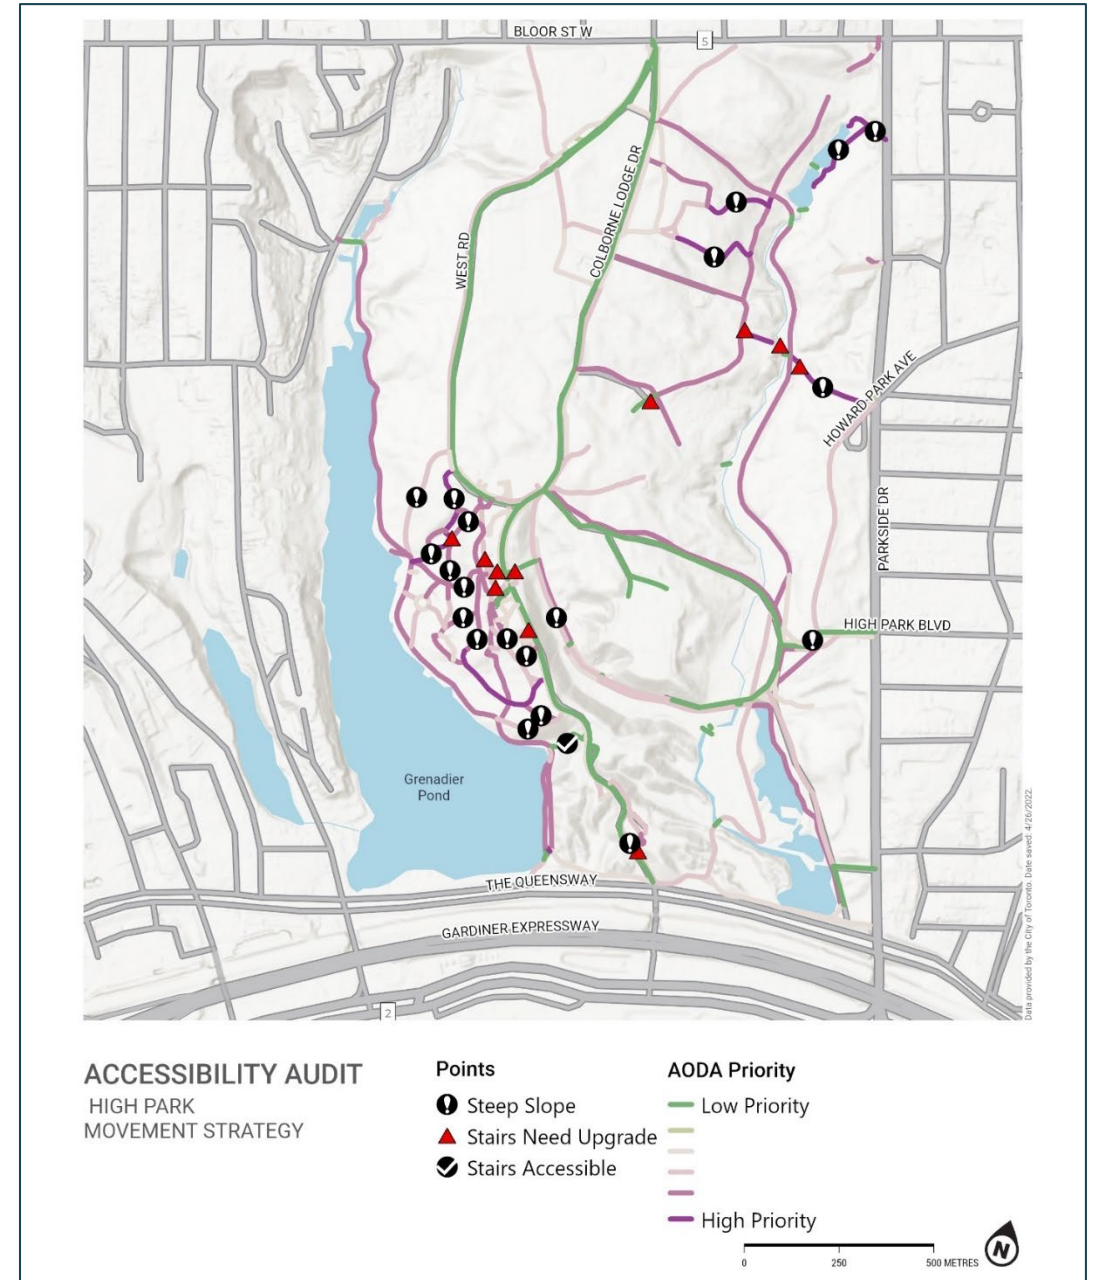 BLOOR ST W
5
COLBORNE LODGE DR
WEST RD
HOWARD PARK AVE
PARKSIDE DR
HIGH PARK BLVD
Grenadier
Pond
THE QUEENSWAY
GARDINER EXPRESSWAY
2
Data provided by the City of Toronto. Date saved: 4/26/2022.
ACCESSIBILITY AUDIT
HIGH PARK
MOVEMENT STRATEGY
Points
Steep Slope
Stairs Need Upgrade
Stairs Accessible
AODA Priority
Low Priority
High Priority
0 250 500 METRES
N